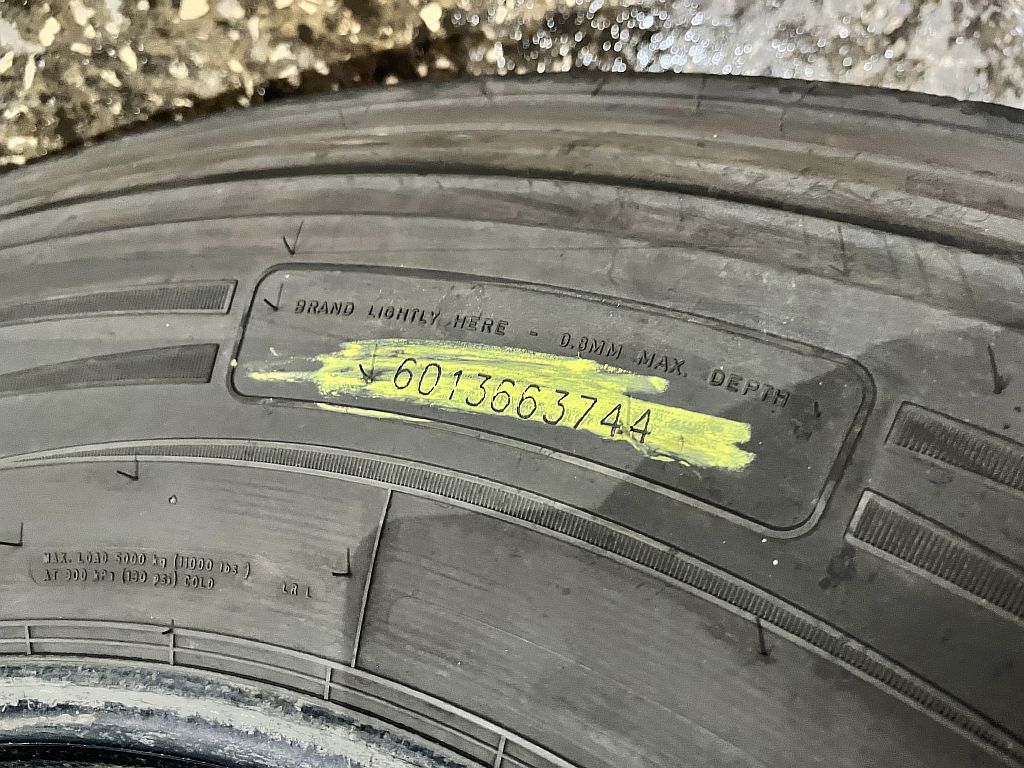 BRAND LIGHTLY HERE - 0.8MM MAX. DEPTH
6013663744
MAX. LOAD 5000 kg (11000 lbs)
AT 900 kPa (130 psi) COLD
LR L